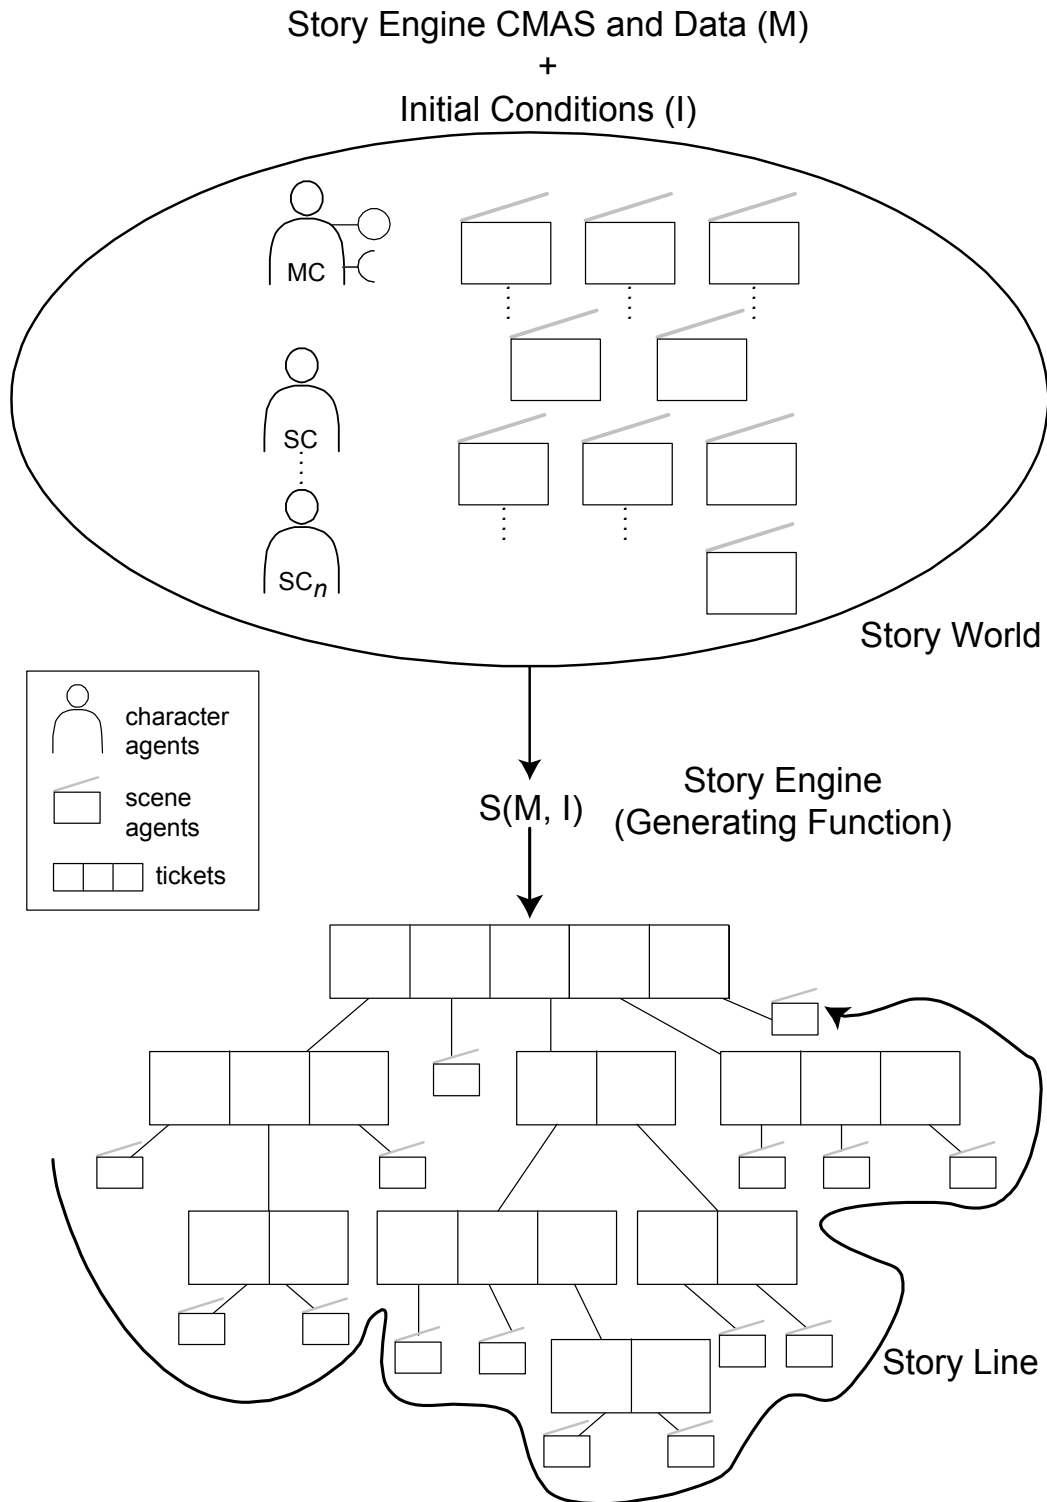 Story Engine CMAS and Data (M)
+
Initial Conditions (I)
MC
SC
SCn
Story World
character
agents
scene
agents
tickets
S(M, I)
Story Engine
(Generating Function)
Story Line